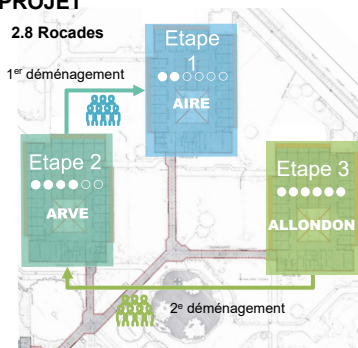 PROJET
2.8 Rocades
Etape
1
1er déménagement
AIRE
Etape 2
Etape 3
ARVE
ALLONDON
2e déménagement